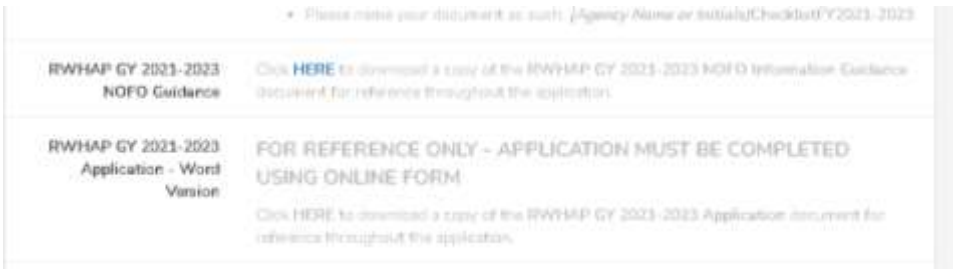 • Please name your document as such: [Agency Name or Initials]ChecklistFY2021-2023
RWHAP GY 2021-2023
NOFO Guidance
Click HERE to download a copy of the RWHAP GY 2021-2023 NOFO Information Guidance
document for reference throughout the application.
RWHAP GY 2021-2023
Application - Word
Version
FOR REFERENCE ONLY - APPLICATION MUST BE COMPLETED
USING ONLINE FORM
Click HERE to download a copy of the RWHAP GY 2021-2023 Application document for
reference throughout the application.